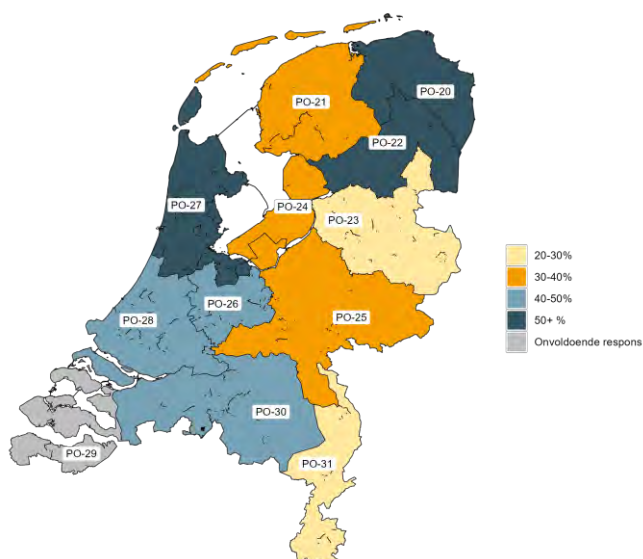 PO-20
PO-21
PO-22
PO-27
PO-24
PO-23
20-30%
30-40%
40-50%
50+ %
Onvoldoende respons
PO-26
PO-28
PO-25
PO-30
PO-29
PO-31